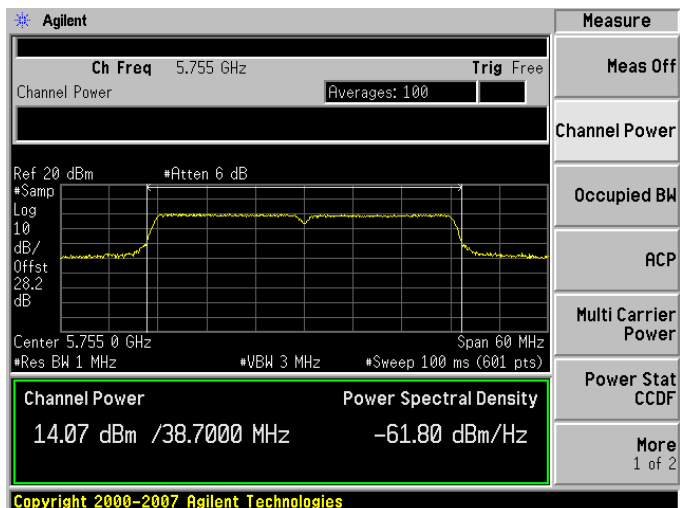 Agilent
Measure
Ch Freq 5.755 GHz
Trig Free
Channel Power
Averages: 100
Ref 20 dBm
#Atten 6 dB
#Samp
Log
10
dB/
Offst
28.2
dB
Center 5.755 0 GHz
Span 60 MHz
#Res BW 1 MHz
#VBW 3 MHz
#Sweep 100 ms (601 pts)
Channel Power
Power Spectral Density
14.07 dBm /38.7000 MHz
-61.80 dBm/Hz
Meas Off
Channel Power
Occupied BW
ACP
Multi Carrier
Power
Power Stat
CCDF
More
1 of 2
Copyright 2000-2007 Agilent Technologies